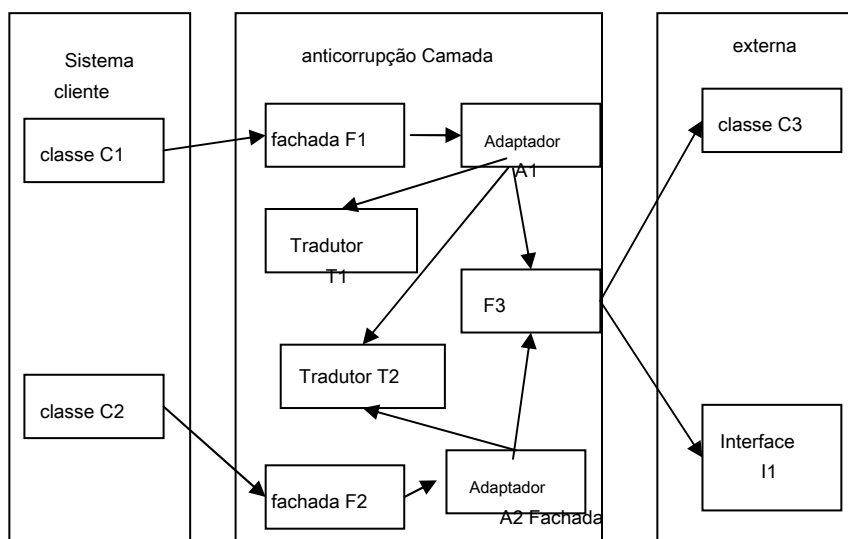 Sistema
cliente
classe C1
classe C2
anticorrupção Camada
fachada F1
Adaptador
A1
Tradutor
T1
F3
Tradutor T2
fachada F2
Adaptador
A2 Fachada
externa
classe C3
Interface
I1